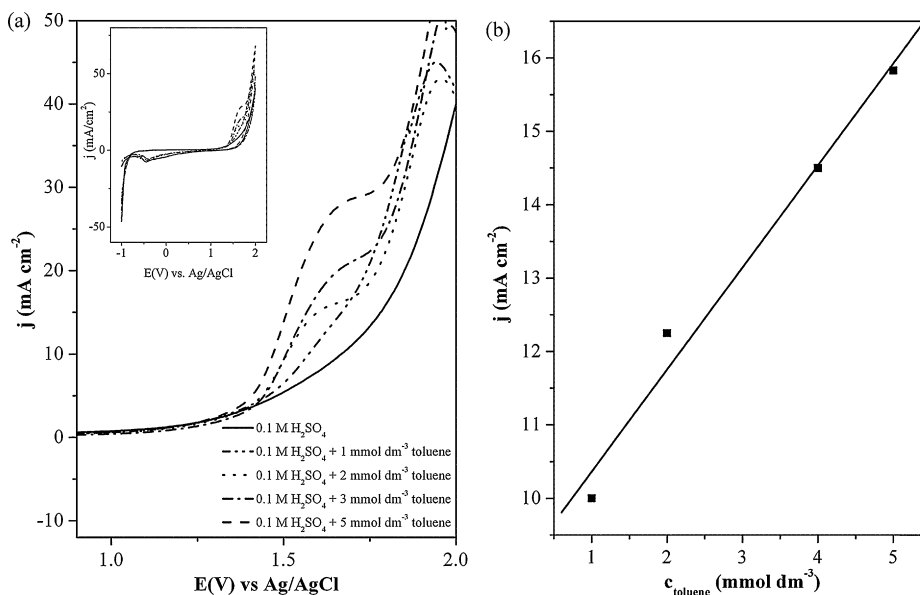 (a)
50
40
30
20
10
0
-10
j (mA cm⁻²)
1.0
1.5
2.0
E(V) vs Ag/AgCl
50
0
-50
j (mA/cm²)
-1
0
1
2
E(V) vs. Ag/AgCl
0.1 M H₂SO₄
0.1 M H₂SO₄ + 1 mmol dm⁻³ toluene
0.1 M H₂SO₄ + 2 mmol dm⁻³ toluene
0.1 M H₂SO₄ + 3 mmol dm⁻³ toluene
0.1 M H₂SO₄ + 5 mmol dm⁻³ toluene
(b)
16
15
14
13
12
11
10
j (mA cm⁻²)
1
2
3
4
5
c toluene (mmol dm⁻³)